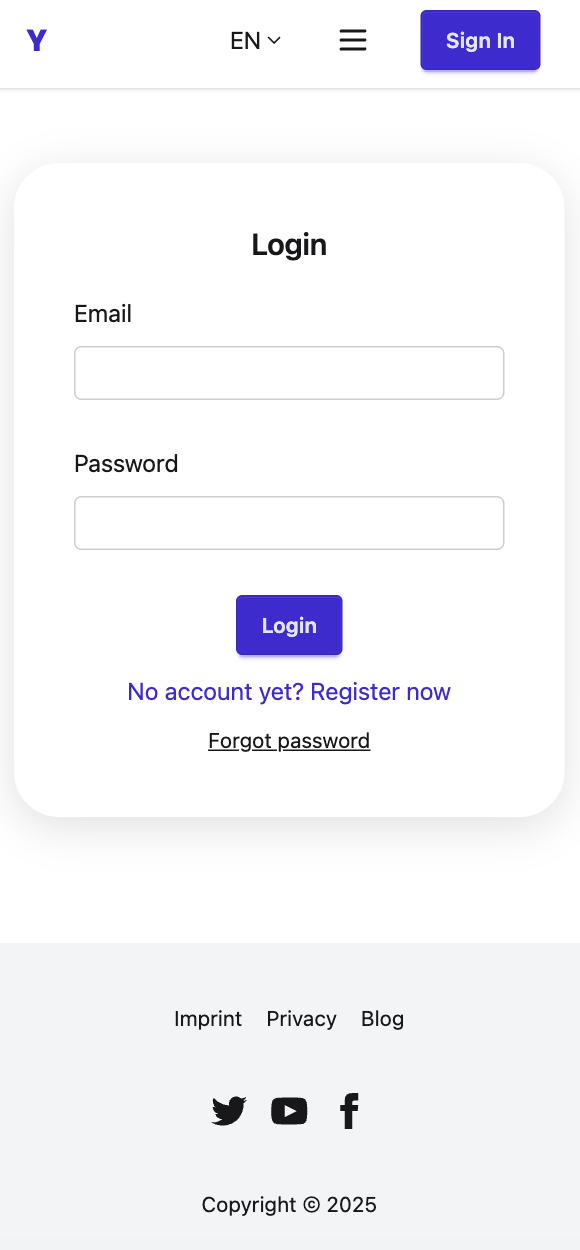 Y EN Sign In
Login
Email
Password
Login
No account yet? Register now
Forgot password
Imprint Privacy Blog
Copyright © 2025